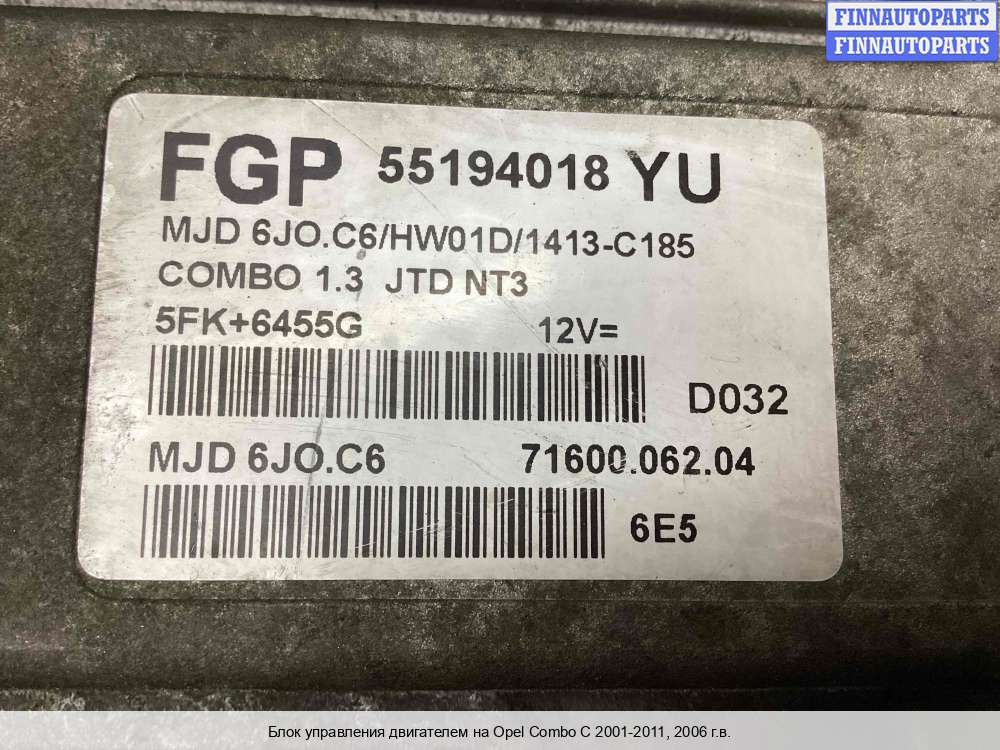 FINNAUTOPARTS
FINNAUTOPARTS
FGP 55194018 YU
MJD 6JO.C6/HW01D/1413-C185
COMBO 1.3 JTD NT3
5FK+6455G 12V=
D032
MJD 6JO.C6 71600.062.04
6E5
Блок управления двигателем на Opel Combo C 2001-2011, 2006 г.в.